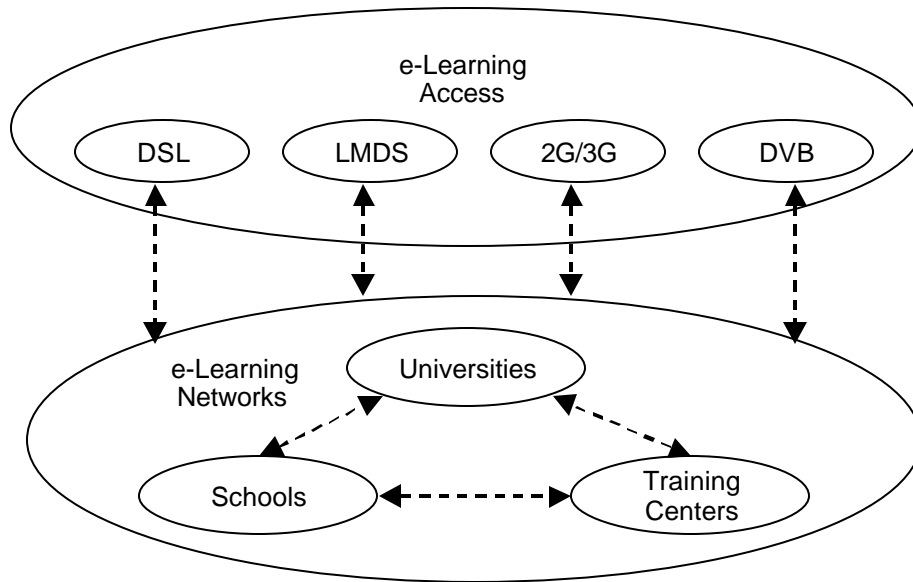 e-Learning
Access
DSL
LMDS
2G/3G
DVB
e-Learning
Networks
Universities
Schools
Training
Centers